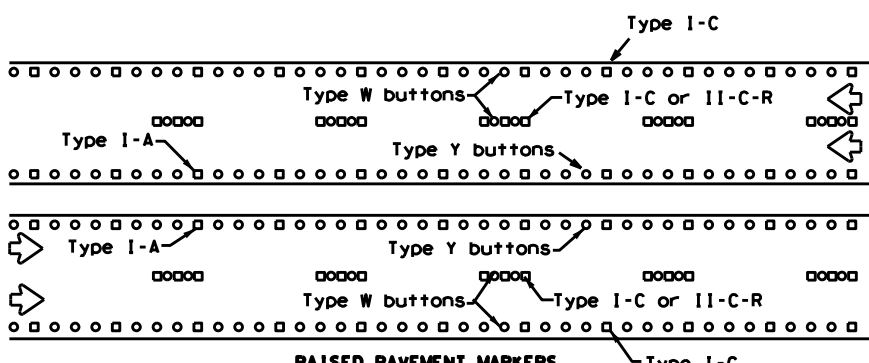 Type I-C
Type W buttons
Type I-C or II-C-R
Type I-A
Type Y buttons
Type I-A
Type Y buttons
Type W buttons
Type I-C or II-C-R
RAISED PAVEMENT MARKERS
Type I-C